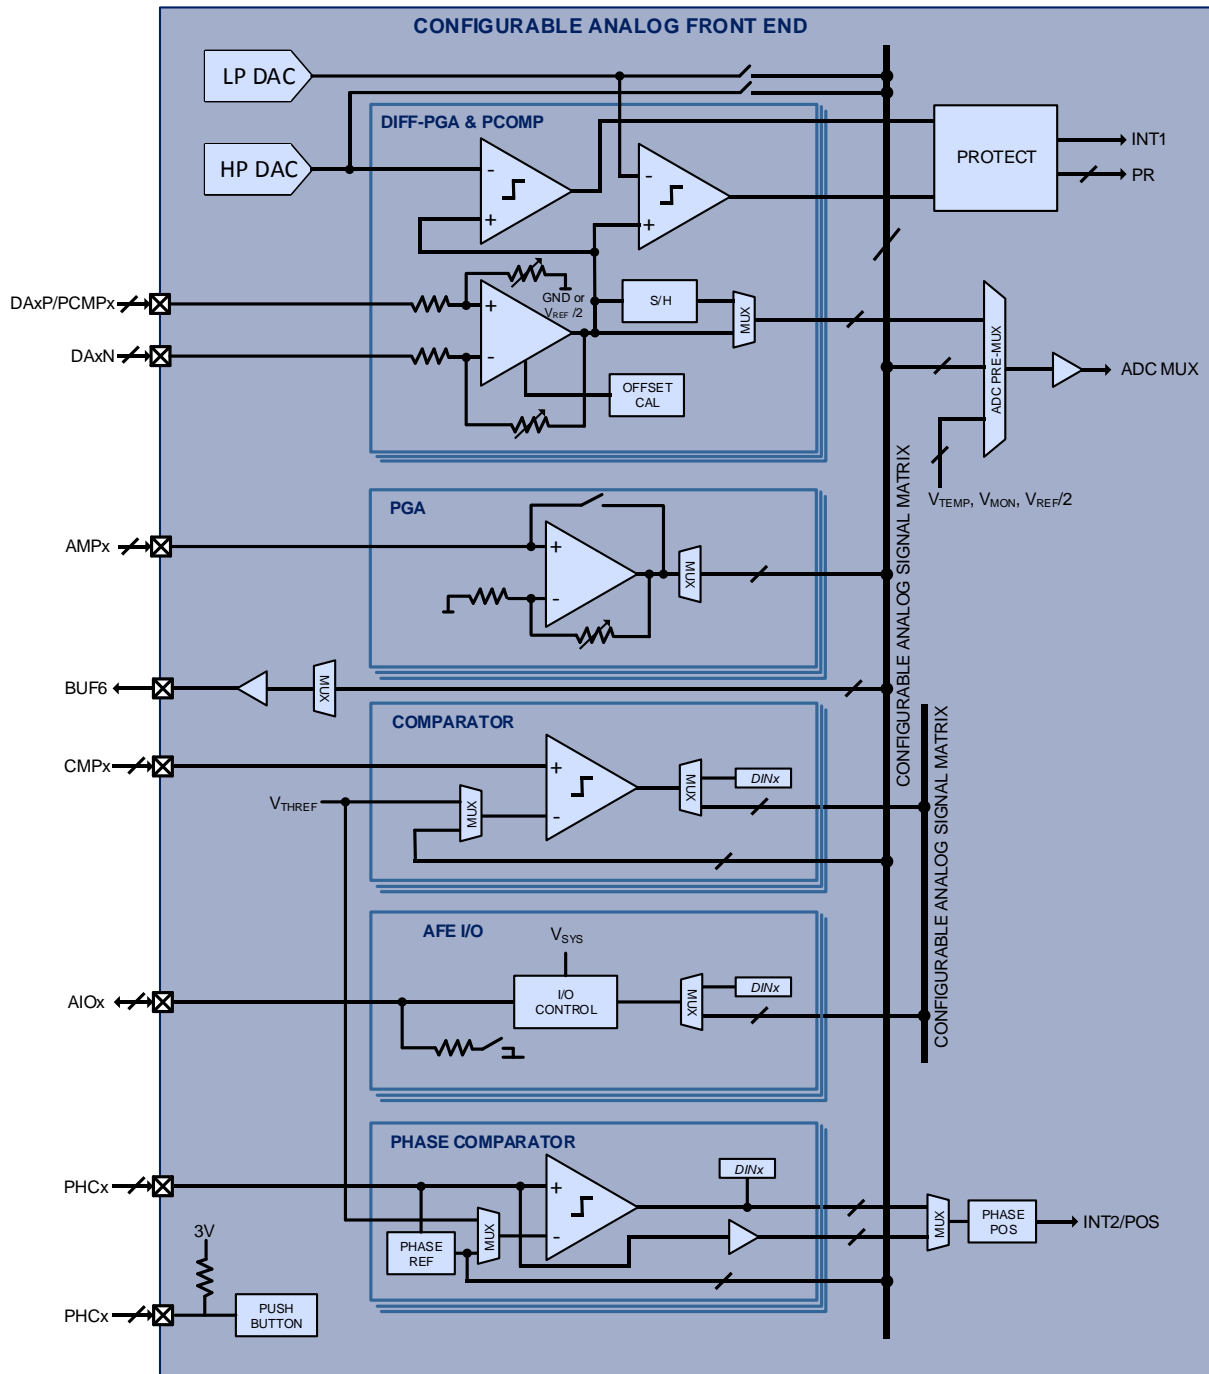 CONFIGURABLE ANALOG FRONT END
LP DAC
HP DAC
DIFF-PGA & PCOMP
-
+
-
+
PROTECT
INT1
PR
DAxP/PCMPx
DAxN
+
-
GND or
VREF /2
S/H
MUX
OFFSET
CAL
ADC PRE-MUX
ADC MUX
VTEMP, VMON, VREF/2
CONFIGURABLE ANALOG SIGNAL MATRIX
PGA
AMPx
+
-
MUX
BUF6
MUX
COMPARATOR
CMPx
VTHREF
MUX
+
-
MUX
DINx
CONFIGURABLE ANALOG SIGNAL MATRIX
AFE I/O
VSYS
AIOx
I/O
CONTROL
MUX
DINx
PHASE COMPARATOR
PHCx
PHASE
REF
MUX
+
-
DINx
MUX
PHASE
POS
INT2/POS
3V
PHCx
PUSH
BUTTON